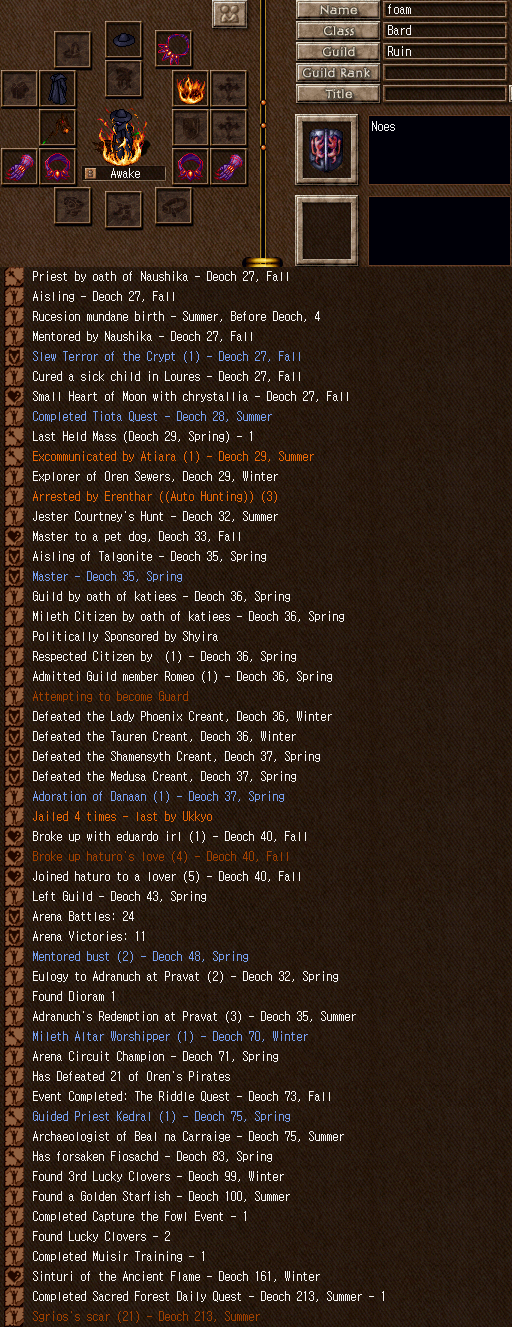 Name foam
Class Bard
Guild Ruin
Guild Rank
Title
Noes
Awake
Priest by oath of Naushika - Deoch 27, Fall
Aisling - Deoch 27, Fall
Rucesion mundane birth - Summer, Before Deoch, 4
Mentored by Naushika - Deoch 27, Fall
Slew Terror of the Crypt (1) - Deoch 27, Fall
Cured a sick child in Loures - Deoch 27, Fall
Small Heart of Moon with chrystallia - Deoch 27, Fall
Completed Tiota Quest - Deoch 28, Summer
Last Held Mass (Deoch 29, Spring) - 1
Excommunicated by Atiara (1) - Deoch 29, Summer
Explorer of Oren Sewers, Deoch 29, Winter
Arrested by Erenthar ((Auto Hunting)) (3)
Jester Courtney's Hunt - Deoch 32, Summer
Master to a pet dog, Deoch 33, Fall
Aisling of Talgonite - Deoch 35, Spring
Master - Deoch 35, Spring
Guild by oath of katiees - Deoch 36, Spring
Mileth Citizen by oath of katiees - Deoch 36, Spring
Politically Sponsored by Shyira
Respected Citizen by  (1) - Deoch 36, Spring
Admitted Guild member Romeo (1) - Deoch 36, Spring
Attempting to become Guard
Defeated the Lady Phoenix Creant, Deoch 36, Winter
Defeated the Tauren Creant, Deoch 36, Winter
Defeated the Shamensyth Creant, Deoch 37, Spring
Defeated the Medusa Creant, Deoch 37, Spring
Adoration of Danaan (1) - Deoch 37, Spring
Jailed 4 times - last by Ukkyo
Broke up with eduardo irl (1) - Deoch 40, Fall
Broke up haturo's love (4) - Deoch 40, Fall
Joined haturo to a lover (5) - Deoch 40, Fall
Left Guild - Deoch 43, Spring
Arena Battles: 24
Arena Victories: 11
Mentored bust (2) - Deoch 48, Spring
Eulogy to Adranuch at Pravat (2) - Deoch 32, Spring
Found Dioram 1
Adranuch's Redemption at Pravat (3) - Deoch 35, Summer
Mileth Altar Worshipper (1) - Deoch 70, Winter
Arena Circuit Champion - Deoch 71, Spring
Has Defeated 21 of Oren's Pirates
Event Completed: The Riddle Quest - Deoch 73, Fall
Guided Priest Kedral (1) - Deoch 75, Spring
Archaeologist of Beal na Carraige - Deoch 75, Summer
Has forsaken Fiosachd - Deoch 83, Spring
Found 3rd Lucky Clovers - Deoch 99, Winter
Found a Golden Starfish - Deoch 100, Summer
Completed Capture the Fowl Event - 1
Found Lucky Clovers - 2
Completed Muisir Training - 1
Sinturi of the Ancient Flame - Deoch 161, Winter
Completed Sacred Forest Daily Quest - Deoch 213, Summer - 1
Sgrios's scar (21) - Deoch 213, Summer